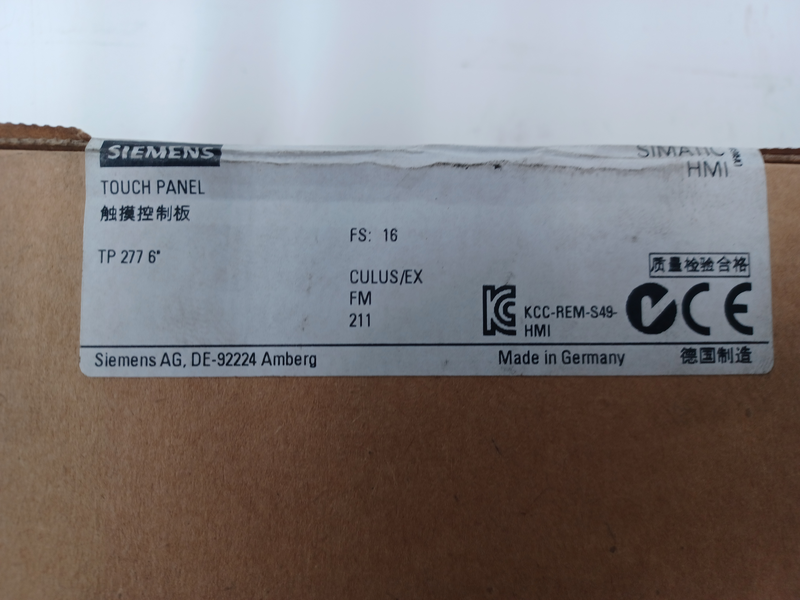 SIEMENS
SIMATIC
HMI
TOUCH PANEL
触摸控制板
TP 277 6"
FS: 16
CULUS/EX
FM
211
质量检验合格
KCC-REM-S49-
HMI
CE
Siemens AG, DE-92224 Amberg
Made in Germany
德国制造